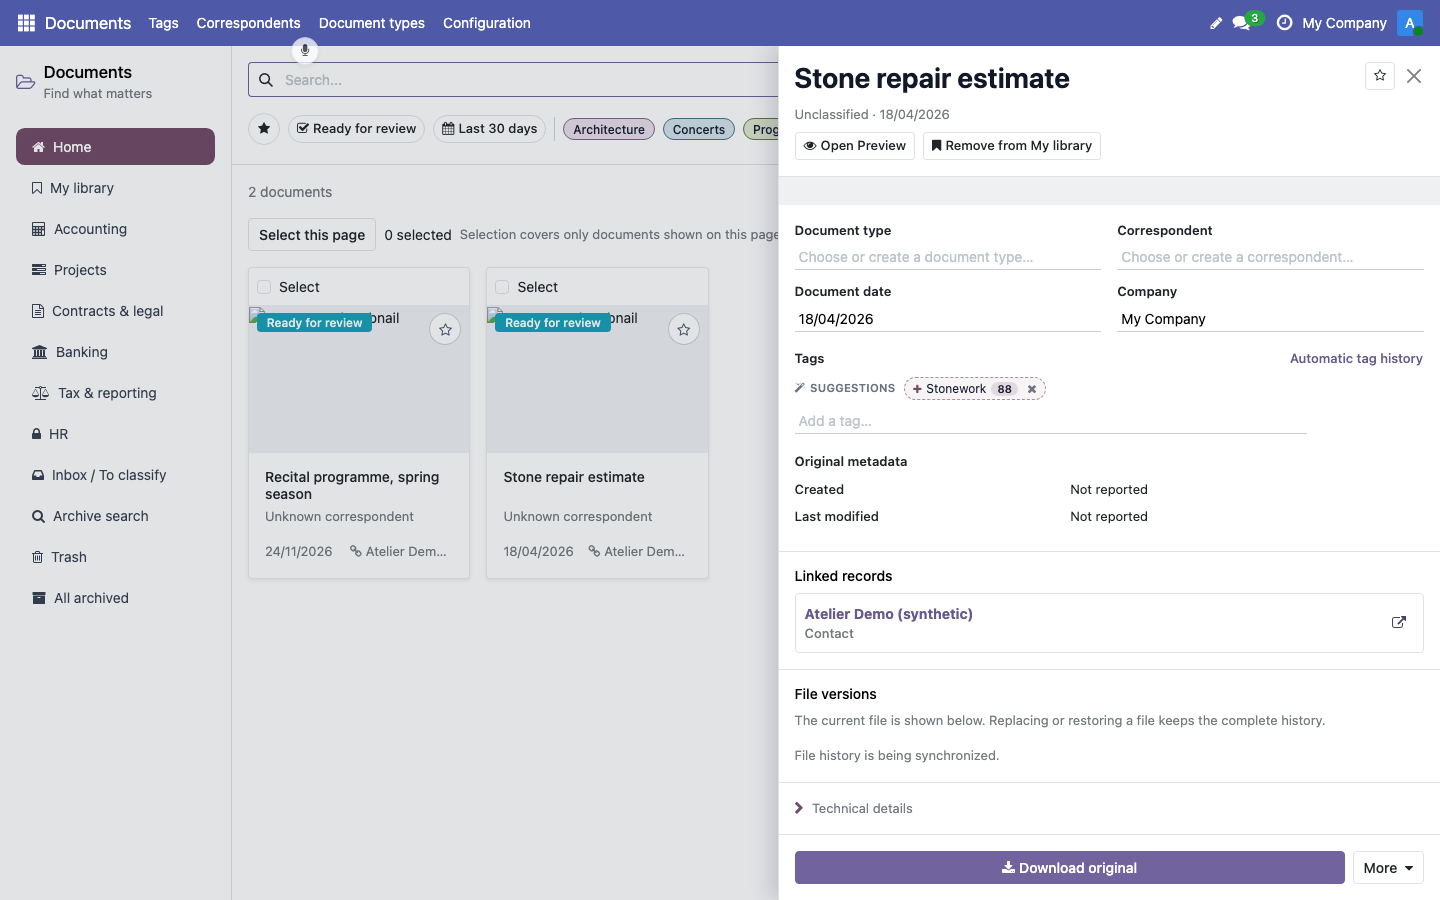 Documents Tags Correspondents Document types Configuration
3 My Company A
Documents
Find what matters
Home
My library
Accounting
Projects
Contracts & legal
Banking
Tax & reporting
HR
Inbox / To classify
Archive search
Trash
All archived
Search...
Ready for review Last 30 days Architecture Concerts Prog
2 documents
Select this page 0 selected Selection covers only documents shown on this page
Select
Ready for review
Recital programme, spring
season
Unknown correspondent
24/11/2026 Atelier Dem...
Select
Ready for review
Stone repair estimate
Unknown correspondent
18/04/2026 Atelier Dem...
Stone repair estimate
Unclassified · 18/04/2026
Open Preview Remove from My library
Document type Correspondent
Choose or create a document type... Choose or create a correspondent...
Document date Company
18/04/2026 My Company
Tags Automatic tag history
SUGGESTIONS + Stonework 88
Add a tag...
Original metadata
Created Not reported
Last modified Not reported
Linked records
Atelier Demo (synthetic)
Contact
File versions
The current file is shown below. Replacing or restoring a file keeps the complete history.
File history is being synchronized.
Technical details
Download original More